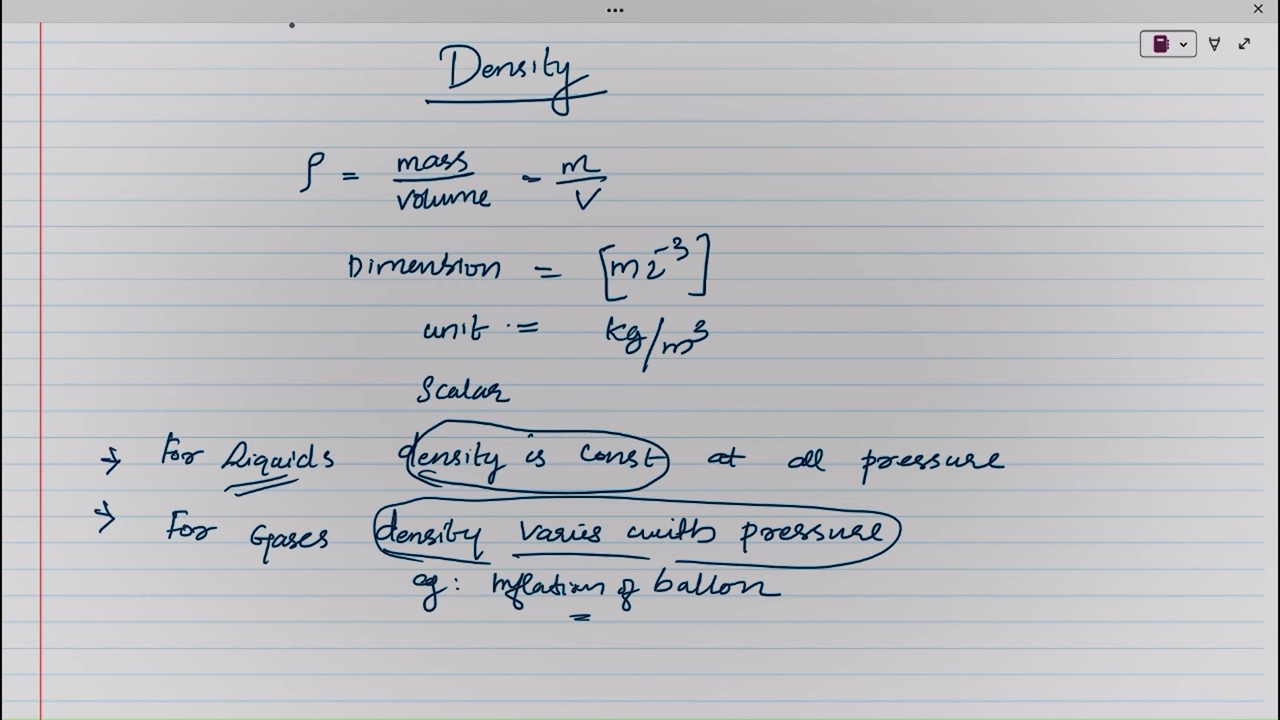 Density
ρ = mass/volume = m/V
Dimension = [m L⁻³]
unit = kg/m³
Scalar
→ For Liquids density is const at all pressure
→ For Gases density varies with pressure
eg: Inflation of ballon